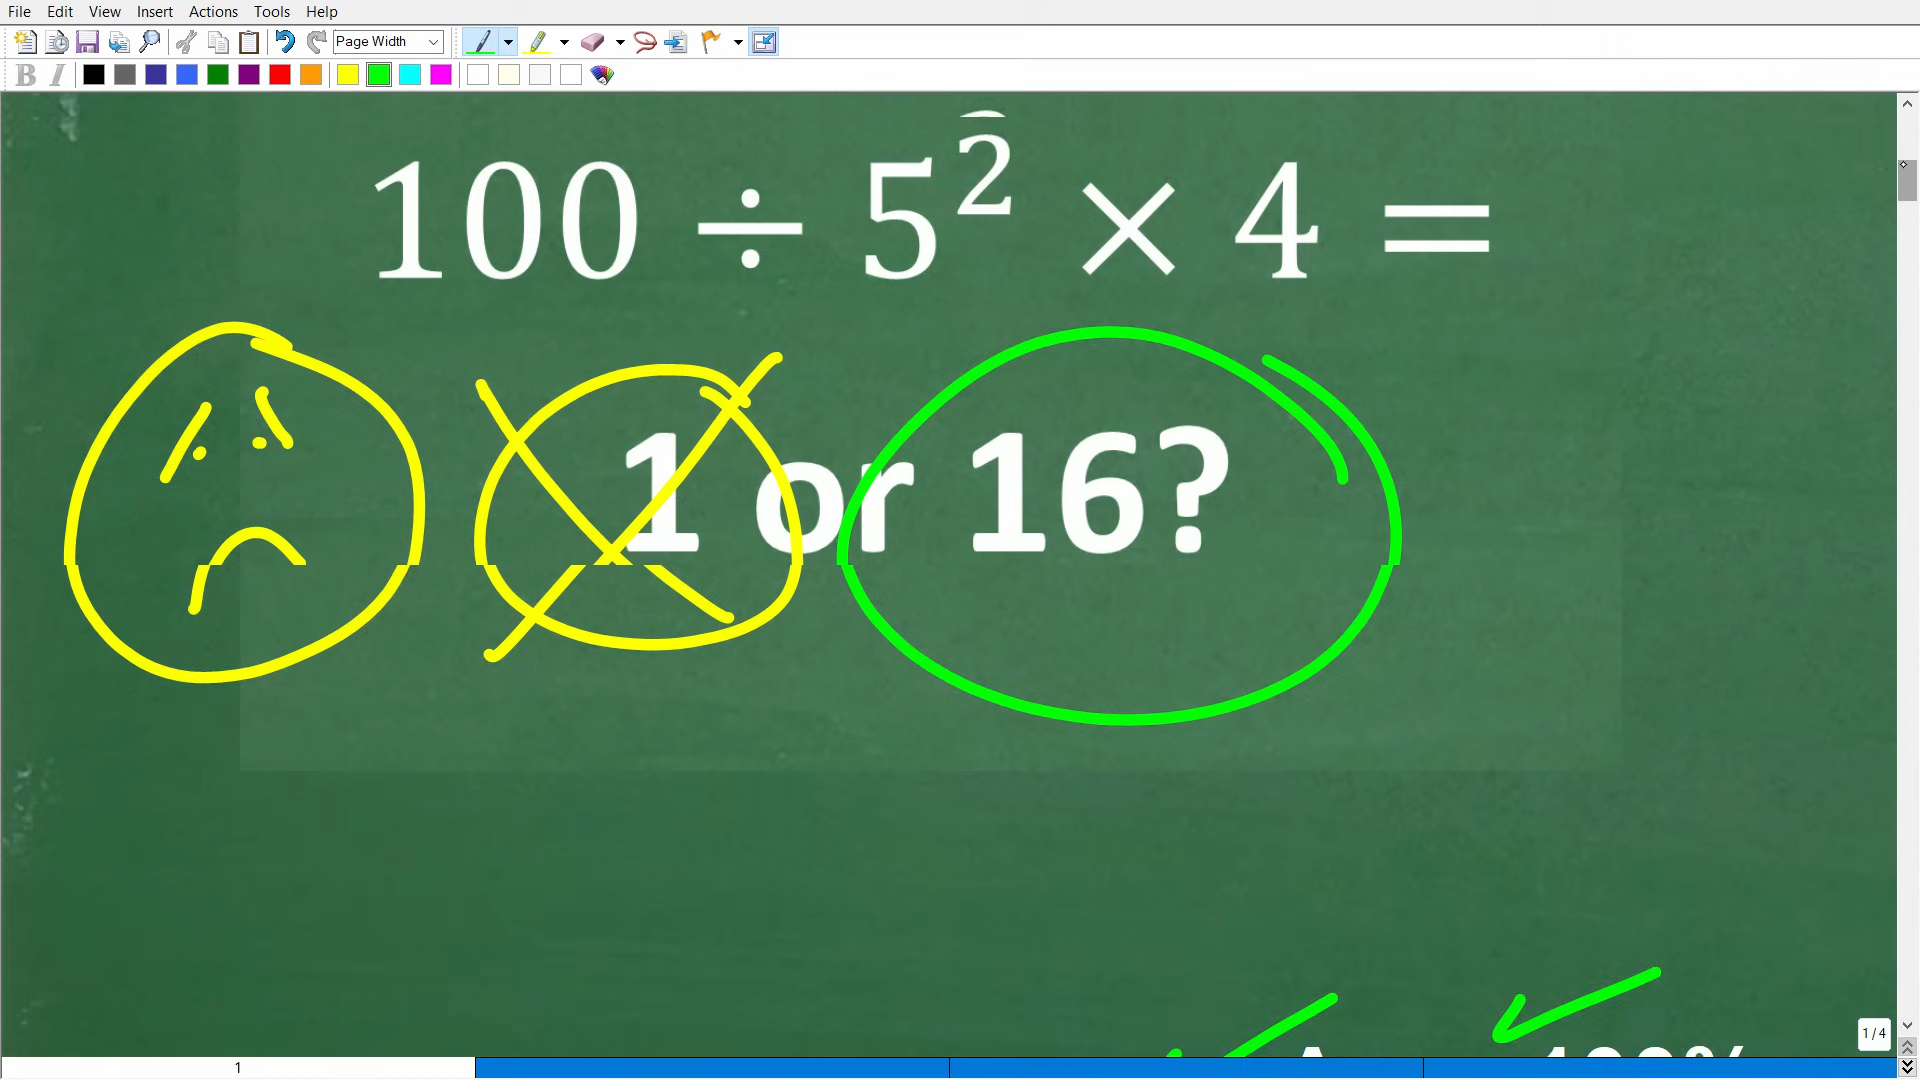 File Edit View Insert Actions Tools Help
Page Width
B I
100 ÷ 5² × 4 =
1 or 16?
1 / 4
1